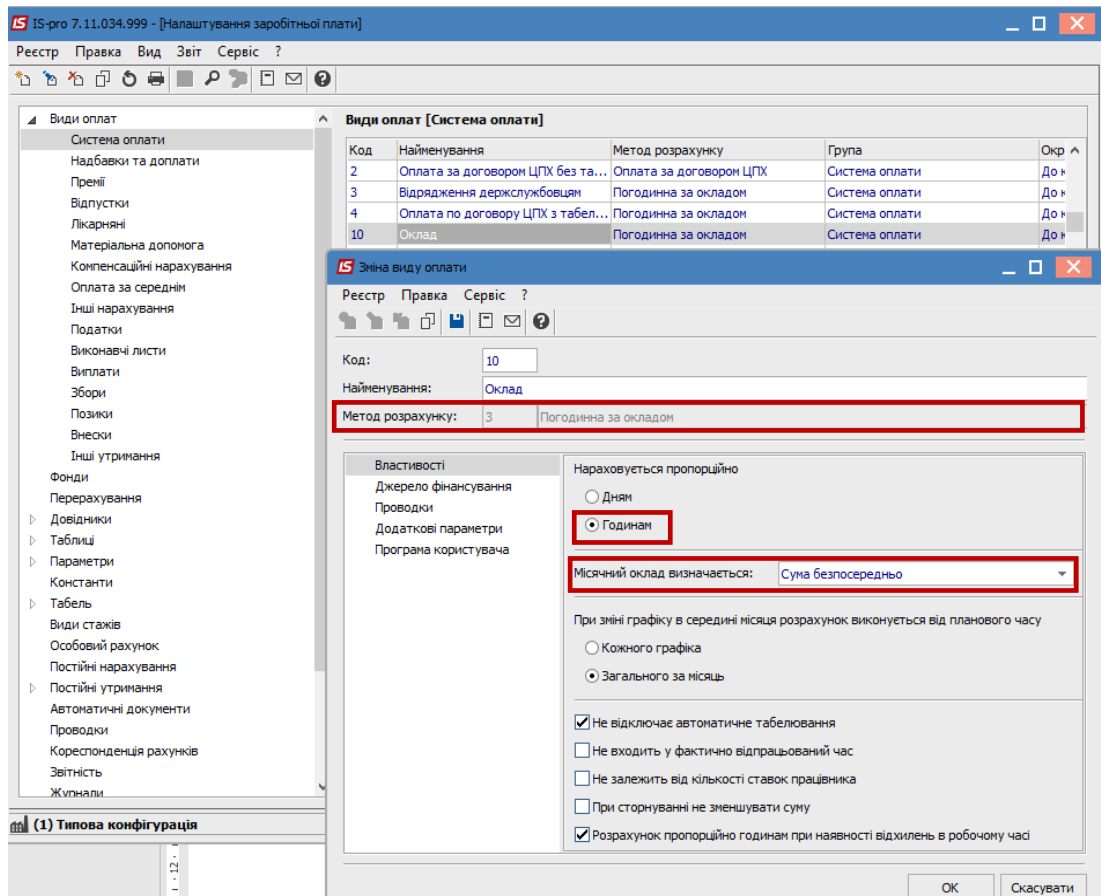 IS-pro 7.11.034.999 - [Налаштування заробітної плати]
Реєстр Правка Вид Звіт Сервіс ?
Види оплат
Система оплати
Надбавки та доплати
Премії
Відпустки
Лікарняні
Матеріальна допомога
Компенсаційні нарахування
Оплата за середнім
Інші нарахування
Податки
Виконавчі листи
Виплати
Збори
Позики
Внески
Інші утримання
Фонди
Перерахування
Довідники
Таблиці
Параметри
Константи
Табель
Види стажів
Особовий рахунок
Постійні нарахування
Постійні утримання
Автоматичні документи
Проводки
Кореспонденція рахунків
Звітність
Журнали
(1) Типова конфігурація
12
Види оплат [Система оплати]
Код Найменування Метод розрахунку Група Окр
2 Оплата за договором ЦПХ без та... Оплата за договором ЦПХ Система оплати До к
3 Відрядження держслужбовцям Погодинна за окладом Система оплати До к
4 Оплата по договору ЦПХ з табел... Погодинна за окладом Система оплати До к
10 Оклад Погодинна за окладом Система оплати До к
Зміна виду оплати
Реєстр Правка Сервіс ?
Код: 10
Найменування: Оклад
Метод розрахунку: 3 Погодинна за окладом
Властивості
Джерело фінансування
Проводки
Додаткові параметри
Програма користувача
Нараховується пропорційно
Дням
Годинам
Місячний оклад визначається: Сума безпосередньо
При зміні графіку в середині місяця розрахунок виконується від планового часу
Кожного графіка
Загального за місяць
Не відключає автоматичне табелювання
Не входить у фактично відпрацьований час
Не залежить від кількості ставок працівника
При сторнуванні не зменшувати суму
Розрахунок пропорційно годинам при наявності відхилень в робочому часі
ОК Скасувати